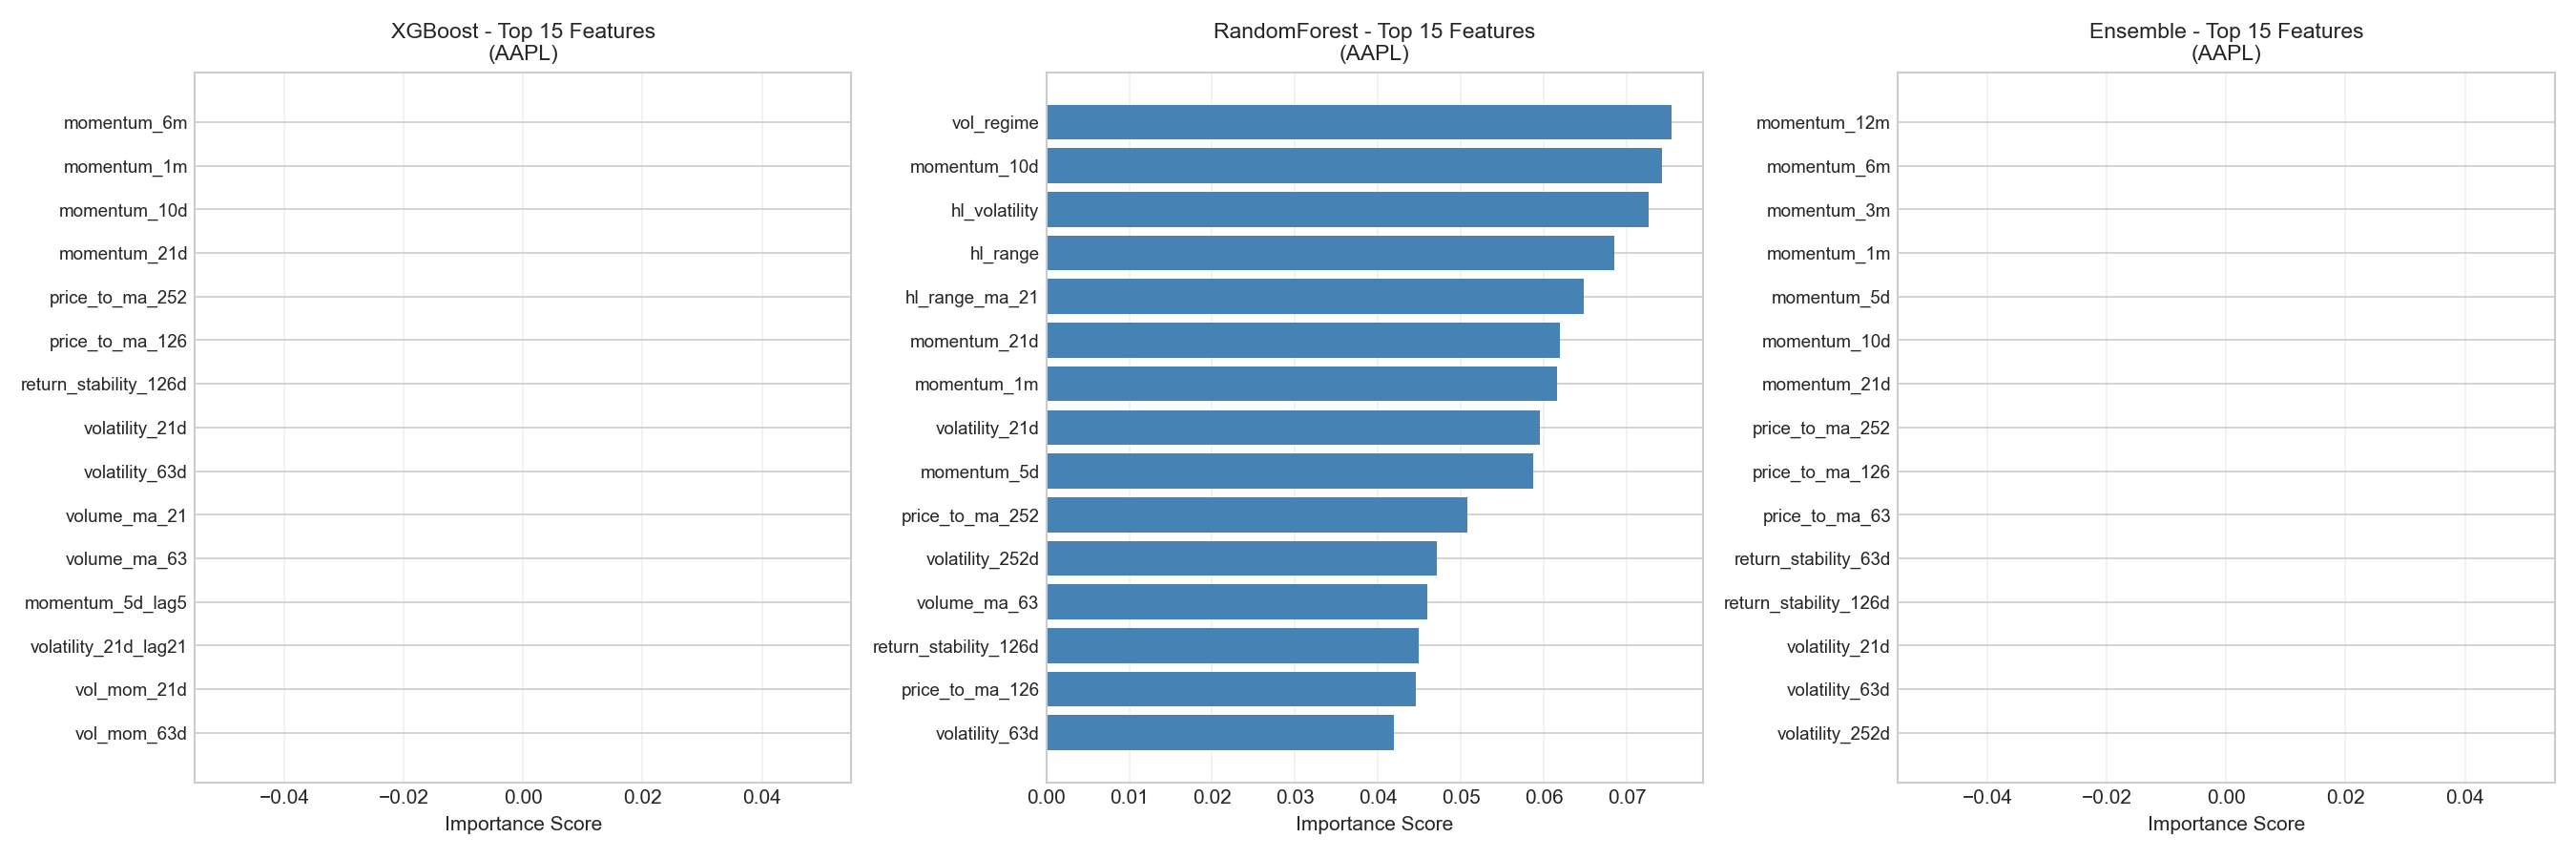 XGBoost - Top 15 Features
(AAPL)
momentum_6m
momentum_1m
momentum_10d
momentum_21d
price_to_ma_252
price_to_ma_126
return_stability_126d
volatility_21d
volatility_63d
volume_ma_21
volume_ma_63
momentum_5d_lag5
volatility_21d_lag21
vol_mom_21d
vol_mom_63d
−0.04 −0.02 0.00 0.02 0.04
Importance Score
RandomForest - Top 15 Features
(AAPL)
vol_regime
momentum_10d
hl_volatility
hl_range
hl_range_ma_21
momentum_21d
momentum_1m
volatility_21d
momentum_5d
price_to_ma_252
volatility_252d
volume_ma_63
return_stability_126d
price_to_ma_126
volatility_63d
0.00 0.01 0.02 0.03 0.04 0.05 0.06 0.07
Importance Score
Ensemble - Top 15 Features
(AAPL)
momentum_12m
momentum_6m
momentum_3m
momentum_1m
momentum_5d
momentum_10d
momentum_21d
price_to_ma_252
price_to_ma_126
price_to_ma_63
return_stability_63d
return_stability_126d
volatility_21d
volatility_63d
volatility_252d
−0.04 −0.02 0.00 0.02 0.04
Importance Score